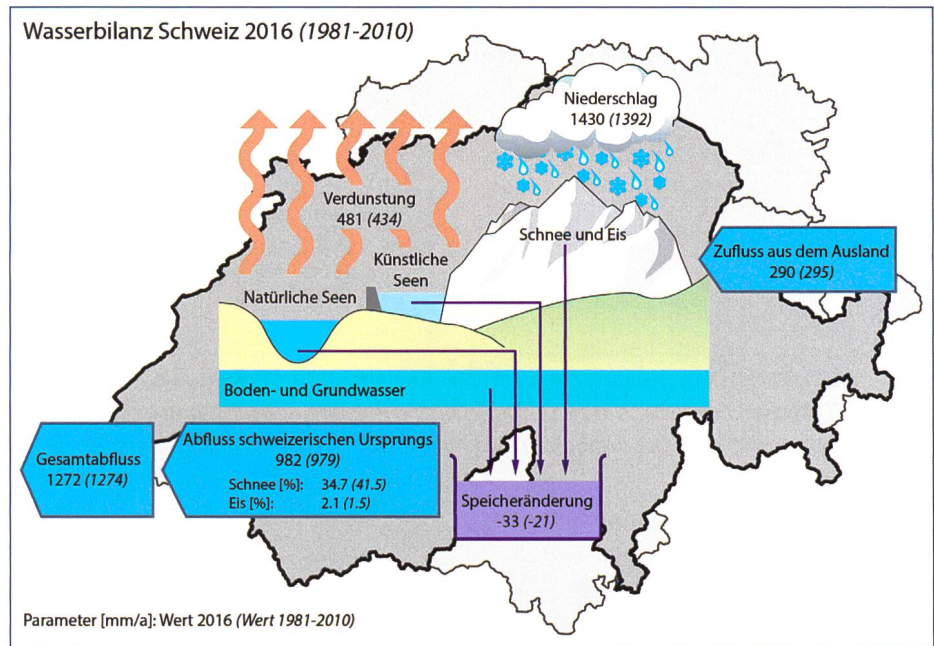 Wasserbilanz Schweiz 2016 (1981-2010)
Niederschlag
1430 (1392)
Verdunstung
481 (434)
Schnee und Eis
Künstliche
Seen
Zufluss aus dem Ausland
290 (295)
Natürliche Seen
Boden- und Grundwasser
Gesamtabfluss
1272 (1274)
Abfluss schweizerischen Ursprungs
982 (979)
Schnee [%]: 34.7 (41.5)
Eis [%]: 2.1 (1.5)
Speicheränderung
-33 (-21)
Parameter [mm/a]: Wert 2016 (Wert 1981-2010)